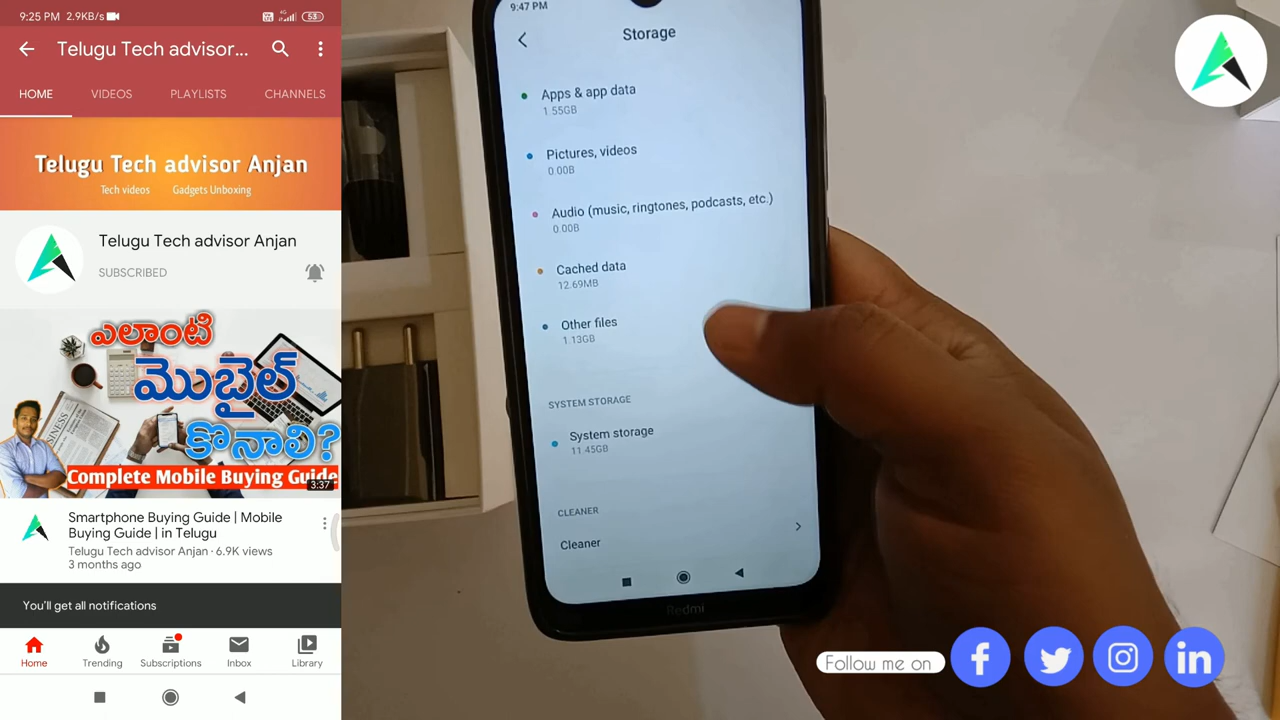 9:25 PM 2.9KB/s
53
Telugu Tech advisor...
HOME VIDEOS PLAYLISTS CHANNELS
Telugu Tech advisor Anjan
Tech videos Gadgets Unboxing
Telugu Tech advisor Anjan
SUBSCRIBED
ఎలాంటి
మొబైల్
కొనాలి?
BUSINESS
Complete Mobile Buying Guide
3:37
Smartphone Buying Guide | Mobile
Buying Guide | in Telugu
Telugu Tech advisor Anjan · 6.9K views
3 months ago
You'll get all notifications
Home Trending Subscriptions Inbox Library
9:47 PM
Storage
Apps & app data
1.55GB
Pictures, videos
0.00B
Audio (music, ringtones, podcasts, etc.)
0.00B
Cached data
12.69MB
Other files
1.13GB
SYSTEM STORAGE
System storage
11.45GB
CLEANER
Cleaner
Redmi
Follow me on